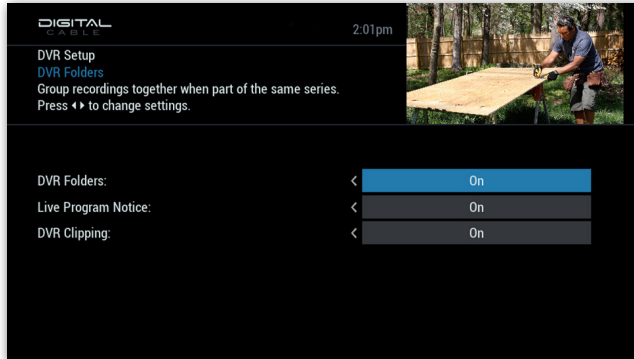 DIGITAL
CABLE
2:01pm
DVR Setup
DVR Folders
Group recordings together when part of the same series.
Press ◂▸ to change settings.
DVR Folders:
< On
Live Program Notice:
< On
DVR Clipping:
< On